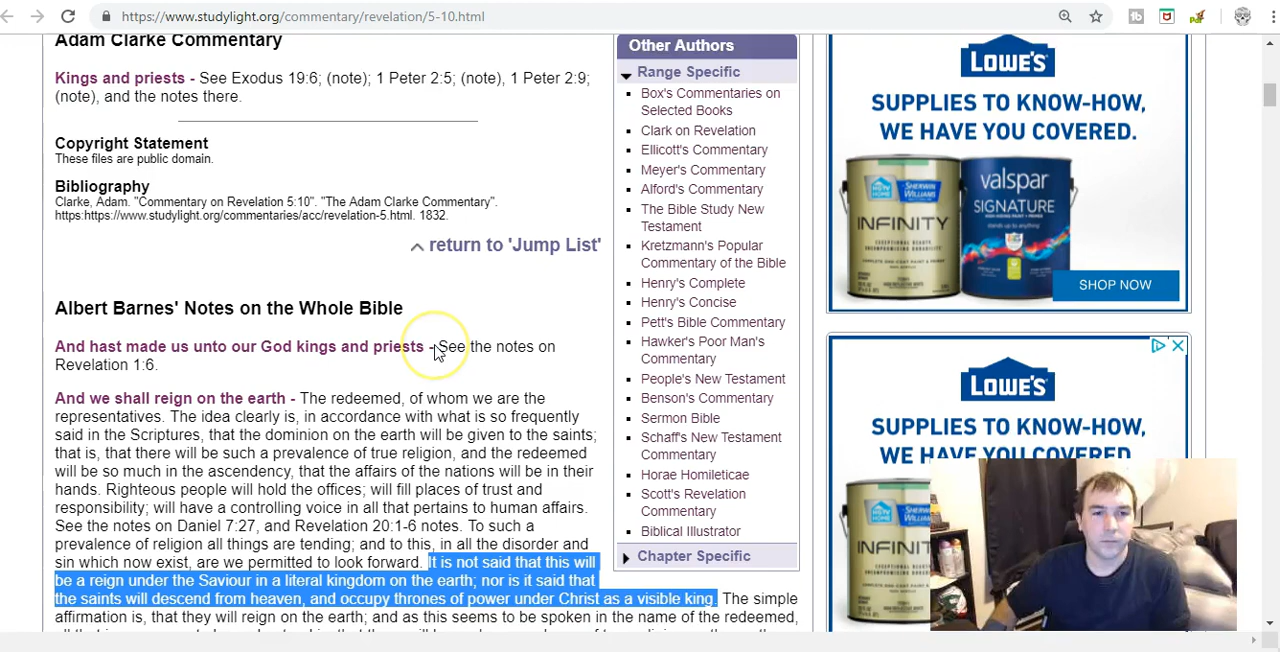 https://www.studylight.org/commentary/revelation/5-10.html
Adam Clarke Commentary
Kings and priests - See Exodus 19:6; (note); 1 Peter 2:5; (note), 1 Peter 2:9;
(note), and the notes there.
Copyright Statement
These files are public domain.
Bibliography
Clarke, Adam. "Commentary on Revelation 5:10". "The Adam Clarke Commentary".
https:https://www.studylight.org/commentaries/acc/revelation-5.html. 1832.
return to 'Jump List'
Albert Barnes' Notes on the Whole Bible
And hast made us unto our God kings and priests - See the notes on
Revelation 1:6.
And we shall reign on the earth - The redeemed, of whom we are the
representatives. The idea clearly is, in accordance with what is so frequently
said in the Scriptures, that the dominion on the earth will be given to the saints;
that is, that there will be such a prevalence of true religion, and the redeemed
will be so much in the ascendency, that the affairs of the nations will be in their
hands. Righteous people will hold the offices; will fill places of trust and
responsibility; will have a controlling voice in all that pertains to human affairs.
See the notes on Daniel 7:27, and Revelation 20:1-6 notes. To such a
prevalence of religion all things are tending; and to this, in all the disorder and
sin which now exist, are we permitted to look forward. It is not said that this will
be a reign under the Saviour in a literal kingdom on the earth; nor is it said that
the saints will descend from heaven, and occupy thrones of power under Christ as a visible king. The simple
affirmation is, that they will reign on the earth; and as this seems to be spoken in the name of the redeemed,
Other Authors
Range Specific
Box's Commentaries on
Selected Books
Clark on Revelation
Ellicott's Commentary
Meyer's Commentary
Alford's Commentary
The Bible Study New
Testament
Kretzmann's Popular
Commentary of the Bible
Henry's Complete
Henry's Concise
Pett's Bible Commentary
Hawker's Poor Man's
Commentary
People's New Testament
Benson's Commentary
Sermon Bible
Schaff's New Testament
Commentary
Horae Homileticae
Scott's Revelation
Commentary
Biblical Illustrator
Chapter Specific
LOWE'S
SUPPLIES TO KNOW-HOW,
WE HAVE YOU COVERED.
HGTV HOME
SHERWIN WILLIAMS
INFINITY
valspar
SIGNATURE
SHOP NOW
LOWE'S
SUPPLIES TO KNOW-HOW,
WE HAVE YOU COVERED.